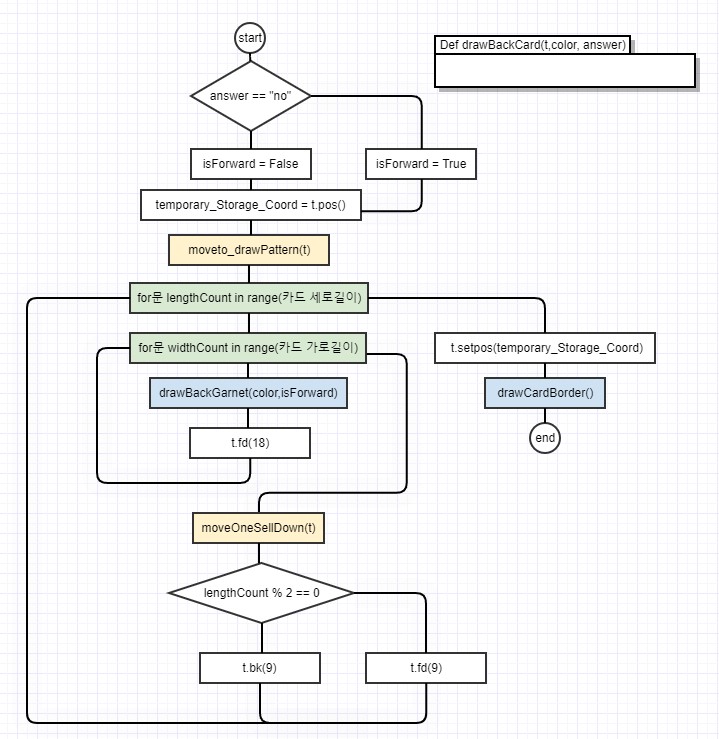 start
Def drawBackCard(t,color, answer)
answer == "no"
isForward = False
isForward = True
temporary_Storage_Coord = t.pos()
moveto_drawPattern(t)
for문 lengthCount in range(카드 세로길이)
for문 widthCount in range(카드 가로길이)
t.setpos(temporary_Storage_Coord)
drawBackGarnet(color,isForward)
drawCardBorder()
t.fd(18)
end
moveOneSellDown(t)
lengthCount % 2 == 0
t.bk(9)
t.fd(9)